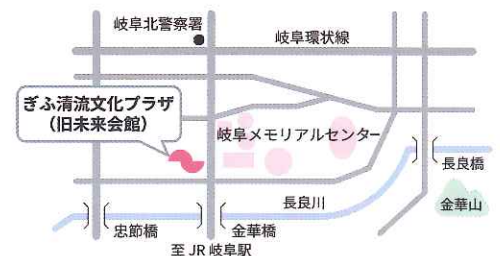 岐阜北警察署
岐阜環状線
ぎふ清流文化プラザ
（旧未来会館）
岐阜メモリアルセンター
長良橋
長良川
金華山
忠節橋
金華橋
至 JR 岐阜駅